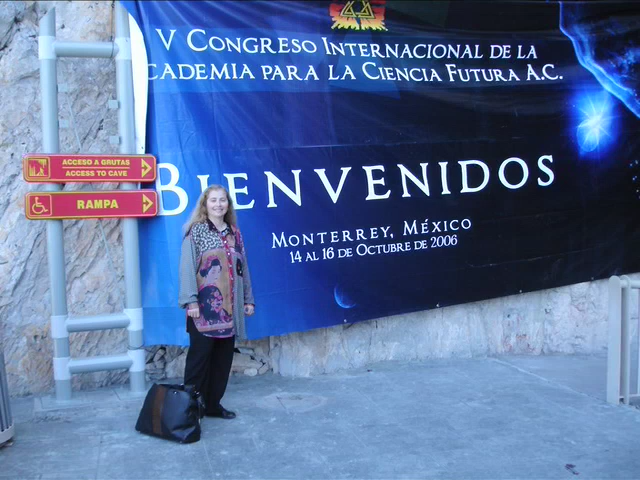 V Congreso Internacional de la
cademia para la Ciencia Futura A.C.
Bienvenidos
Monterrey, México
14 al 16 de Octubre de 2006
ACCESO A GRUTAS
ACCESS TO CAVE
RAMPA